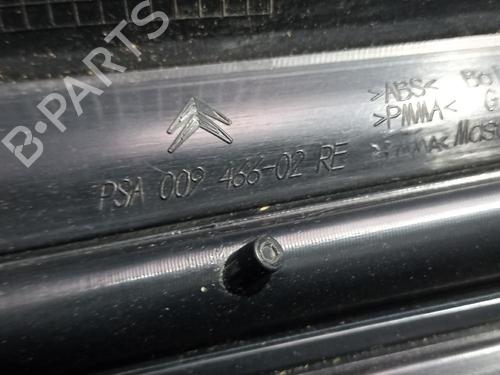 B-PARTS
PSA 009 466-02 RE
>ABS<
>PMMA<